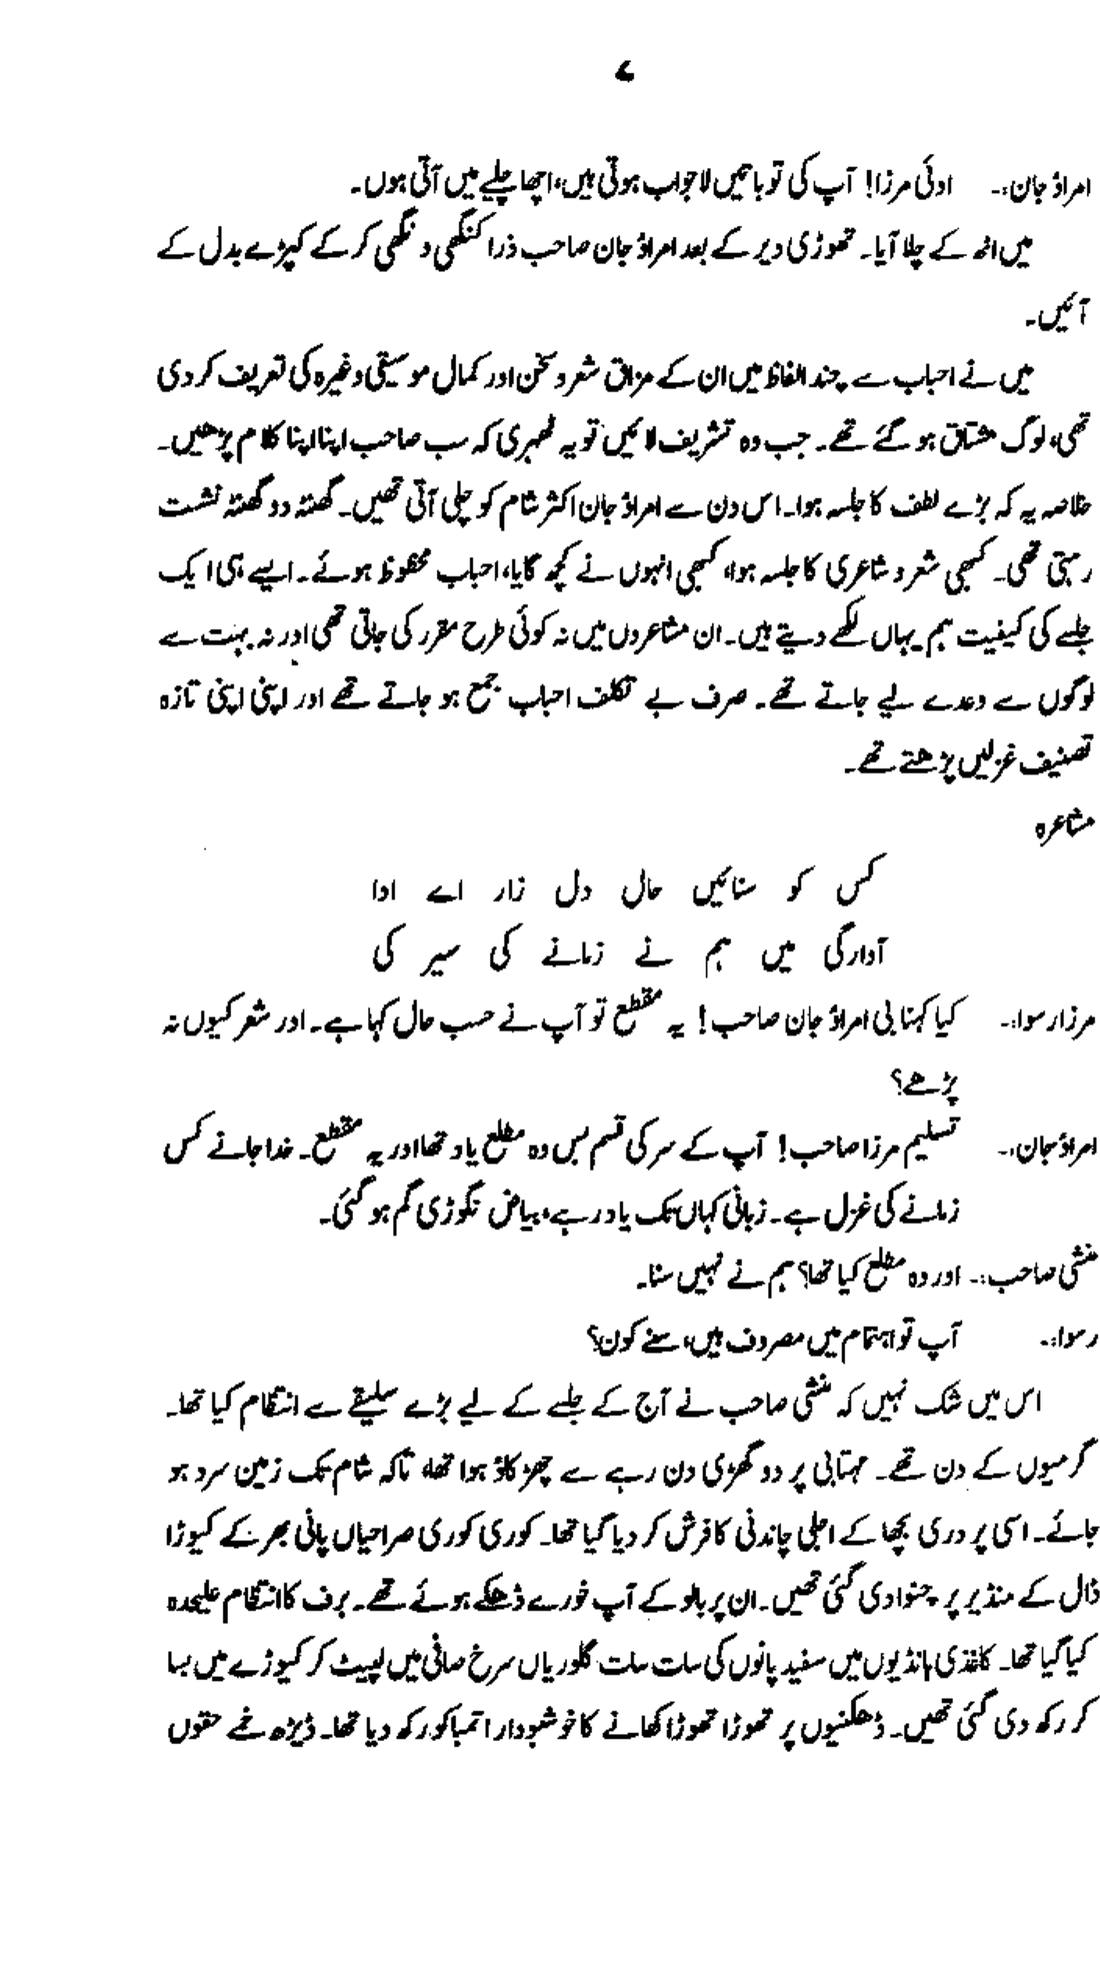 ۷
امراؤ جان:۔ اوئی مرزا! آپ کی تو باتیں لاجواب ہوتی ہیں، اچھا چلیے میں آتی ہوں۔
میں اٹھ کے چلا آیا۔ تھوڑی دیر کے بعد امراؤ جان صاحب ذرا کنگھی ونگھی کر کے کپڑے بدل کے
آئیں۔
میں نے احباب سے چند الفاظ میں ان کے مزاق شعر و سخن اور کمال موسیقی وغیرہ کی تعریف کر دی
تھی، لوگ مشتاق ہو گئے تھے۔ جب وہ تشریف لائیں تو یہ ٹھہری کہ سب صاحب اپنا اپنا کلام پڑھیں۔
خلاصہ یہ کہ بڑے لطف کا جلسہ ہوا۔ اس دن سے امراؤ جان اکثر شام کو چلی آتی تھیں۔ گھنٹہ دو گھنٹہ نشست
رہتی تھی۔ کبھی شعر و شاعری کا جلسہ ہوا، کبھی انہوں نے کچھ گایا، احباب محظوظ ہوئے۔ ایسے ہی ایک
جلسے کی کیفیت ہم یہاں لکھے دیتے ہیں۔ ان مشاعروں میں نہ کوئی طرح مقرر کی جاتی تھی اور نہ بہت سے
لوگوں سے وعدے لیے جاتے تھے۔ صرف بے تکلف احباب جمع ہو جاتے تھے اور اپنی اپنی تازہ
تصنیف غزلیں پڑھتے تھے۔
مشاعرہ
کس کو سنائیں حال دل زار اے ادا
آوارگی میں ہم نے زمانے کی سیر کی
مرزا رسوا:۔ کیا کہنا بی امراؤ جان صاحب! یہ مقطع تو آپ نے حسب حال کہا ہے۔ اور شعر کیوں نہ
پڑھے؟
امراؤ جان:۔ تسلیم مرزا صاحب! آپ کے سر کی قسم بس وہ مطلع یاد تھا اور یہ مقطع۔ خدا جانے کس
زمانے کی غزل ہے۔ زبانی کہاں تک یاد رہے، بیاض نگوڑی گم ہو گئی۔
منشی صاحب:۔ اور وہ مطلع کیا تھا؟ ہم نے نہیں سنا۔
رسوا:۔ آپ تو اہتمام میں مصروف ہیں، سنے کون؟
اس میں شک نہیں کہ منشی صاحب نے آج کے جلسے کے لیے بڑے سلیقے سے انتظام کیا تھا۔
گرمیوں کے دن تھے۔ مہتابی پر دو گھڑی دن رہے سے چھڑکاؤ ہوا تھا، تاکہ شام تک زمین سرد ہو
جائے۔ اسی پر دری بچھا کے اجلی چاندنی کا فرش کر دیا گیا تھا۔ کوری کوری صراحیاں پانی بھر کے کیوڑا
ڈال کے منڈیر پر چنوا دی گئی تھیں۔ ان پر بالو کے آب خورے ڈھکے ہوئے تھے۔ برف کا انتظام علیحدہ
کیا گیا تھا۔ کاغذی ہانڈیوں میں سفید پانوں کی سات سات گلوریاں سرخ صافی میں لپیٹ کر کیوڑے میں بسا
کر رکھ دی گئی تھیں۔ ڈھکنیوں پر تھوڑا تھوڑا کھانے کا خوشبودار تمباکو رکھ دیا تھا۔ ڈیڑھ خمے حقوں